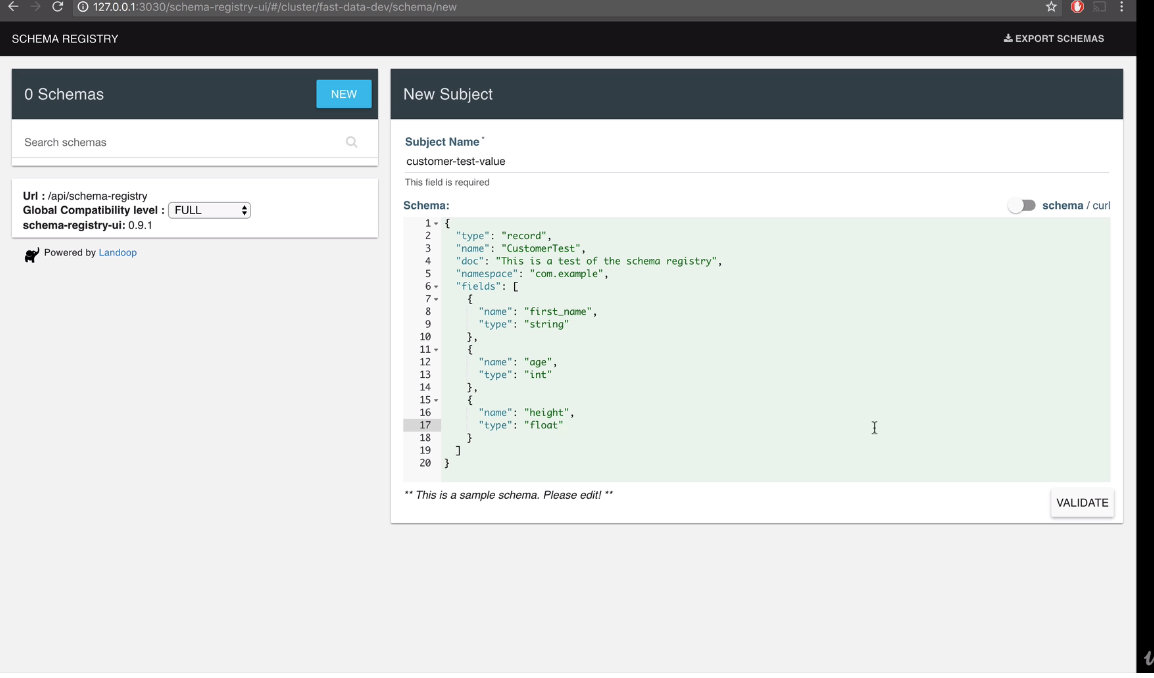 127.0.0.1:3030/schema-registry-ui/#/cluster/fast-data-dev/schema/new
SCHEMA REGISTRY
EXPORT SCHEMAS
0 Schemas
NEW
Search schemas
Url : /api/schema-registry
Global Compatibility level : FULL
schema-registry-ui: 0.9.1
Powered by Landoop
New Subject
Subject Name *
customer-test-value
This field is required
Schema:
schema / curl
1 {
2 "type": "record",
3 "name": "CustomerTest",
4 "doc": "This is a test of the schema registry",
5 "namespace": "com.example",
6 "fields": [
7 {
8 "name": "first_name",
9 "type": "string"
10 },
11 {
12 "name": "age",
13 "type": "int"
14 },
15 {
16 "name": "height",
17 "type": "float"
18 }
19 ]
20 }
** This is a sample schema. Please edit! **
VALIDATE